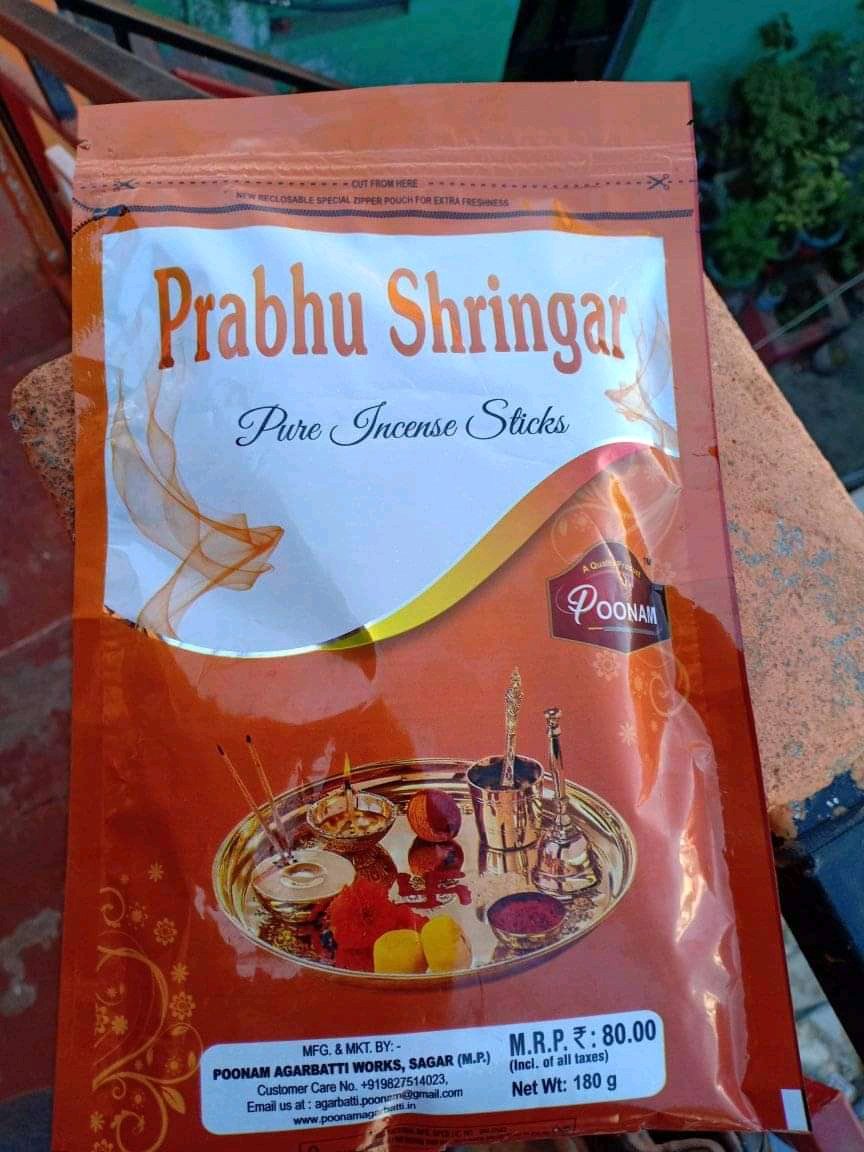 CUT FROM HERE
NEW RECLOSABLE SPECIAL ZIPPER POUCH FOR EXTRA FRESHNESS
Prabhu Shringar
Pure Incense Sticks
A Quality Product
TM
POONAM
MFG. & MKT. BY: -
POONAM AGARBATTI WORKS, SAGAR (M.P.)
Customer Care No. +919827514023,
Email us at : agarbatti.poonam@gmail.com
www.poonamagarbatti.in
M.R.P. ₹ : 80.00
(Incl. of all taxes)
Net Wt: 180 g